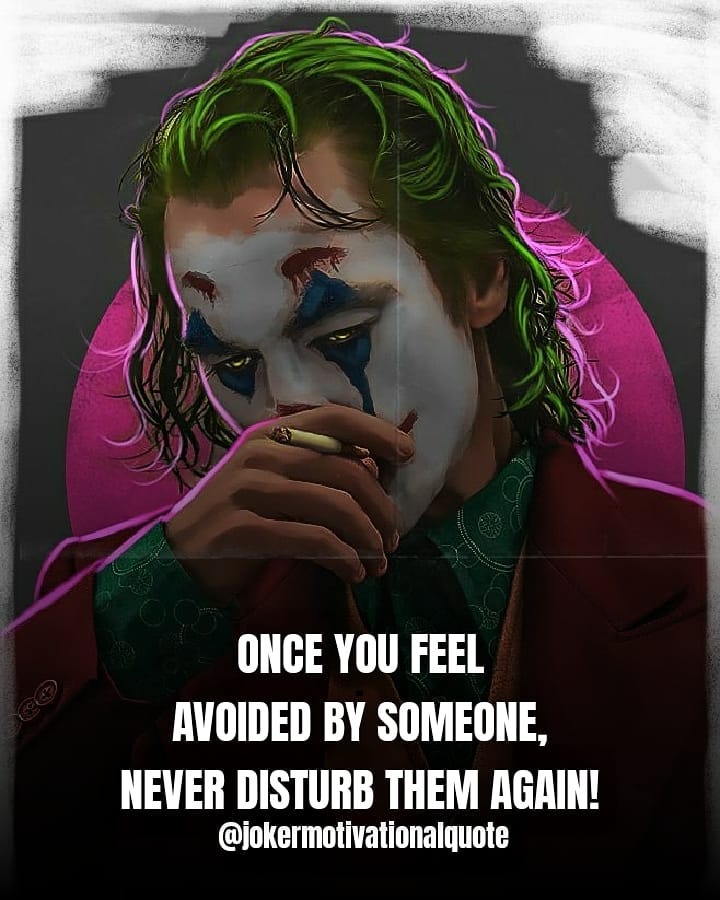 ONCE YOU FEEL
AVOIDED BY SOMEONE,
NEVER DISTURB THEM AGAIN!
@jokermotivationalquote